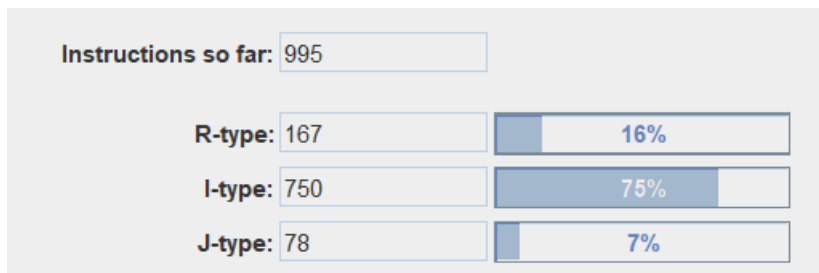 Instructions so far: 995
R-type: 167 16%
I-type: 750 75%
J-type: 78 7%